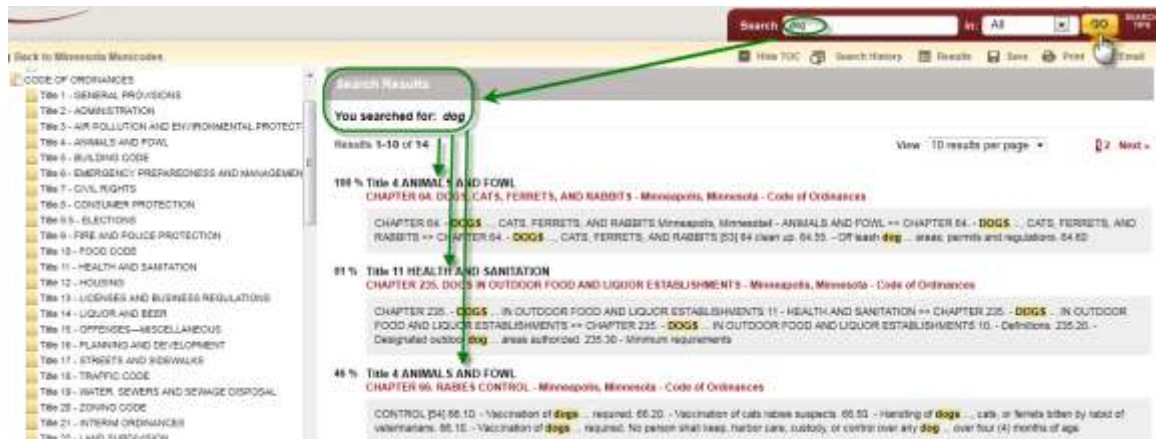 Search dog in: All GO SEARCH TIPS
Back to Minnesota Municodes
Hide TOC Search History Results Save Print Email
CODE OF ORDINANCES
Title 1 - GENERAL PROVISIONS
Title 2 - ADMINISTRATION
Title 3 - AIR POLLUTION AND ENVIRONMENTAL PROTECT
Title 4 - ANIMALS AND FOWL
Title 5 - BUILDING CODE
Title 6 - EMERGENCY PREPAREDNESS AND MANAGEMEN
Title 7 - CIVIL RIGHTS
Title 8 - CONSUMER PROTECTION
Title 8.5 - ELECTIONS
Title 9 - FIRE AND POLICE PROTECTION
Title 10 - FOOD CODE
Title 11 - HEALTH AND SANITATION
Title 12 - HOUSING
Title 13 - LICENSES AND BUSINESS REGULATIONS
Title 14 - LIQUOR AND BEER
Title 15 - OFFENSES—MISCELLANEOUS
Title 16 - PLANNING AND DEVELOPMENT
Title 17 - STREETS AND SIDEWALKS
Title 18 - TRAFFIC CODE
Title 19 - WATER, SEWERS AND SEWAGE DISPOSAL
Title 20 - ZONING CODE
Title 21 - INTERIM ORDINANCES
Title 22 - LAND SUBDIVISION
Search Results
You searched for: dog
Results 1-10 of 14
View 10 results per page
2 Next »
100 % Title 4 ANIMALS AND FOWL
CHAPTER 64. DOGS, CATS, FERRETS, AND RABBITS - Minneapolis, Minnesota - Code of Ordinances
CHAPTER 64. - DOGS ... , CATS, FERRETS, AND RABBITS Minneapolis, Minnesota4 - ANIMALS AND FOWL >> CHAPTER 64. - DOGS ... , CATS, FERRETS, AND
RABBITS >> CHAPTER 64. - DOGS ... , CATS, FERRETS, AND RABBITS [53] 64 clean up. 64.55. - Off leash dog ... areas; permits and regulations. 64.60
91 % Title 11 HEALTH AND SANITATION
CHAPTER 235. DOGS IN OUTDOOR FOOD AND LIQUOR ESTABLISHMENTS - Minneapolis, Minnesota - Code of Ordinances
CHAPTER 235. - DOGS ... IN OUTDOOR FOOD AND LIQUOR ESTABLISHMENTS 11 - HEALTH AND SANITATION >> CHAPTER 235. - DOGS ... IN OUTDOOR
FOOD AND LIQUOR ESTABLISHMENTS >> CHAPTER 235. - DOGS ... IN OUTDOOR FOOD AND LIQUOR ESTABLISHMENTS 10. - Definitions. 235.20. -
Designated outdoor dog ... areas authorized. 235.30 - Minimum requirements
46 % Title 4 ANIMALS AND FOWL
CHAPTER 66. RABIES CONTROL - Minneapolis, Minnesota - Code of Ordinances
CONTROL [54] 66.10. - Vaccination of dogs ... required. 66.20. - Vaccination of cats rabies suspects. 66.50. - Handling of dogs ... , cats, or ferrets bitten by rabid of
veterinarians. 66.10. - Vaccination of dogs ... required. No person shall keep, harbor care, custody, or control over any dog ... over four (4) months of age